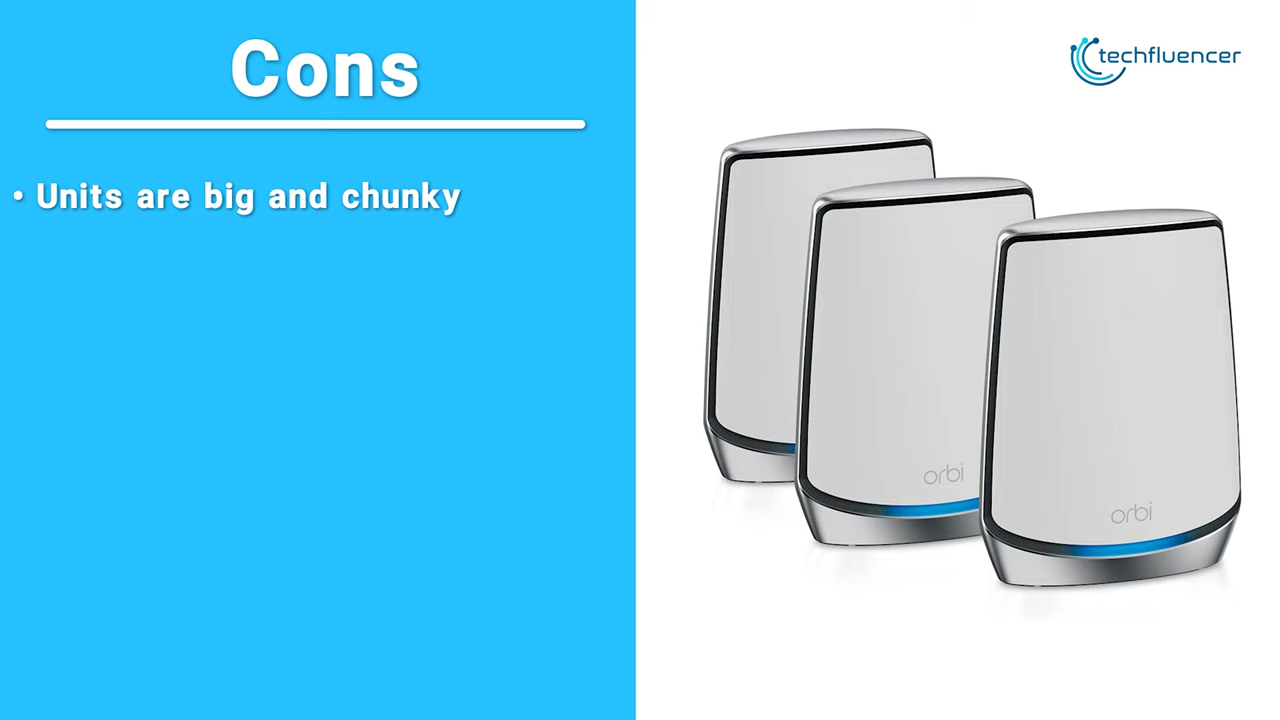 Cons
• Units are big and chunky
techfluencer
orbi
orbi